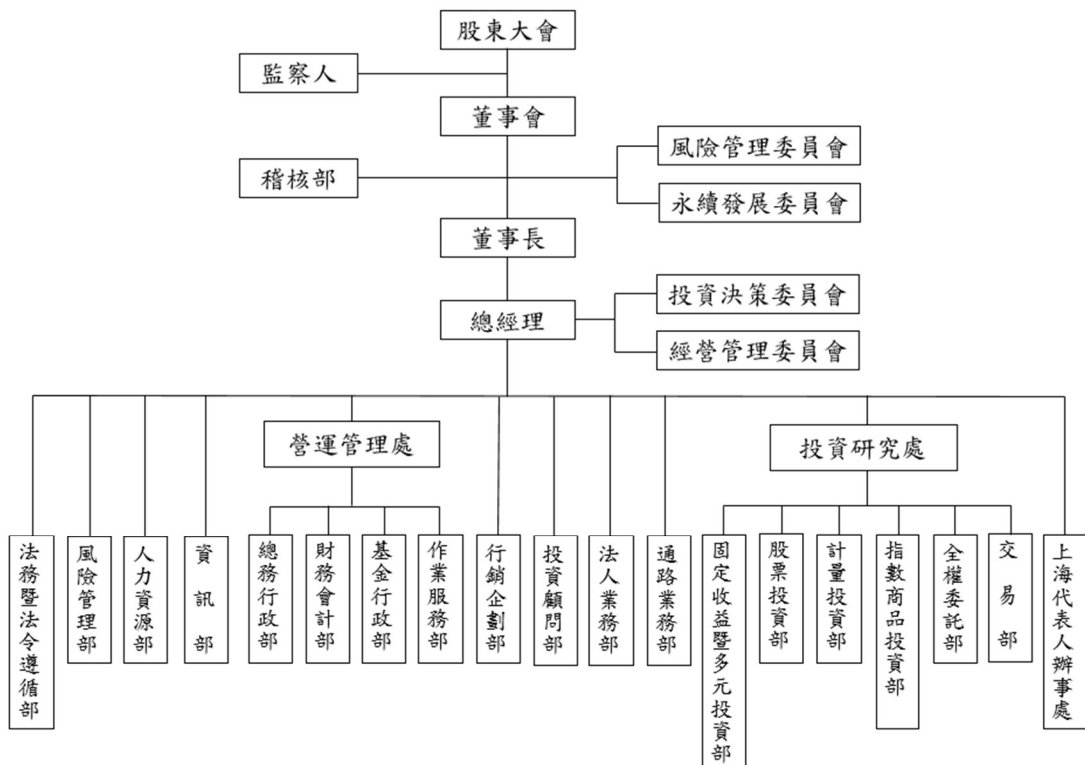 股東大會
監察人
董事會
風險管理委員會
稽核部
永續發展委員會
董事長
投資決策委員會
總經理
經營管理委員會
營運管理處
投資研究處
法務暨法令遵循部
風險管理部
人力資源部
資訊部
總務行政部
財務會計部
基金行政部
作業服務部
行銷企劃部
投資顧問部
法人業務部
通路業務部
固定收益暨多元投資部
股票投資部
計量投資部
指數商品投資部
全權委託部
交易部
上海代表人辦事處